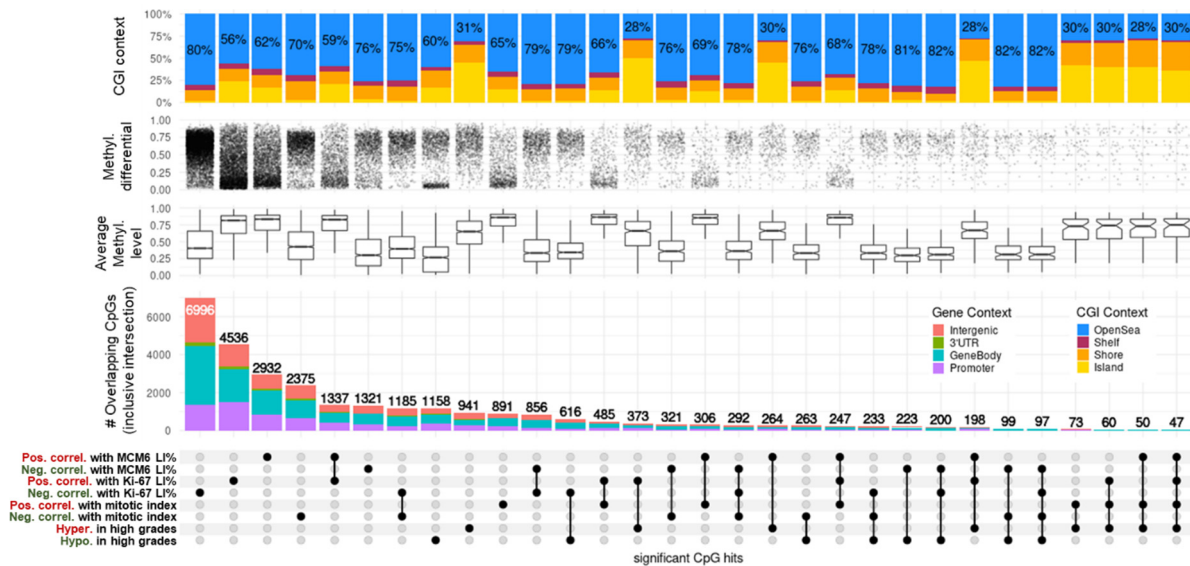 CGI context
100%
75%
50%
25%
0%
80% 56% 62% 70% 59% 76% 75% 60% 31% 65% 79% 79% 66% 28% 76% 69% 78% 30% 76% 68% 78% 81% 82% 28% 82% 82% 30% 30% 28% 30%
Methyl. differential
1.00
0.75
0.50
0.25
0.00
Average Methyl. level
1.00
0.75
0.50
0.25
0.00
# Overlapping CpGs
(inclusive intersection)
6000
4000
2000
0
6996 4536 2932 2375 1337 1321 1185 1158 941 891 856 616 485 373 321 306 292 264 263 247 233 223 200 198 99 97 73 60 50 47
Gene Context
Intergenic
3'UTR
GeneBody
Promoter
CGI Context
OpenSea
Shelf
Shore
Island
Pos. correl. with MCM6 LI%
Neg. correl. with MCM6 LI%
Pos. correl. with Ki-67 LI%
Neg. correl. with Ki-67 LI%
Pos. correl. with mitotic index
Neg. correl. with mitotic index
Hyper. in high grades
Hypo. in high grades
significant CpG hits